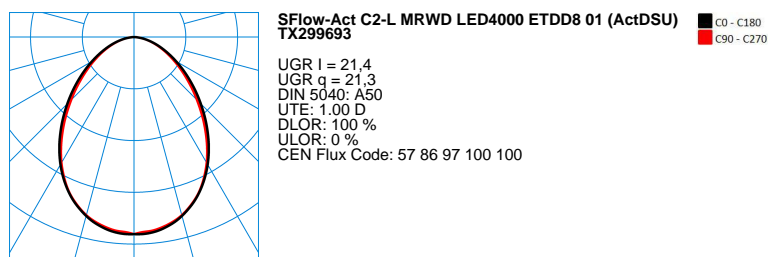 SFlow-Act C2-L MRWD LED4000 ETDD8 01 (ActDSU)
TX299693
UGR l = 21,4
UGR q = 21,3
DIN 5040: A50
UTE: 1.00 D
DLOR: 100 %
ULOR: 0 %
CEN Flux Code: 57 86 97 100 100
C0 - C180
C90 - C270